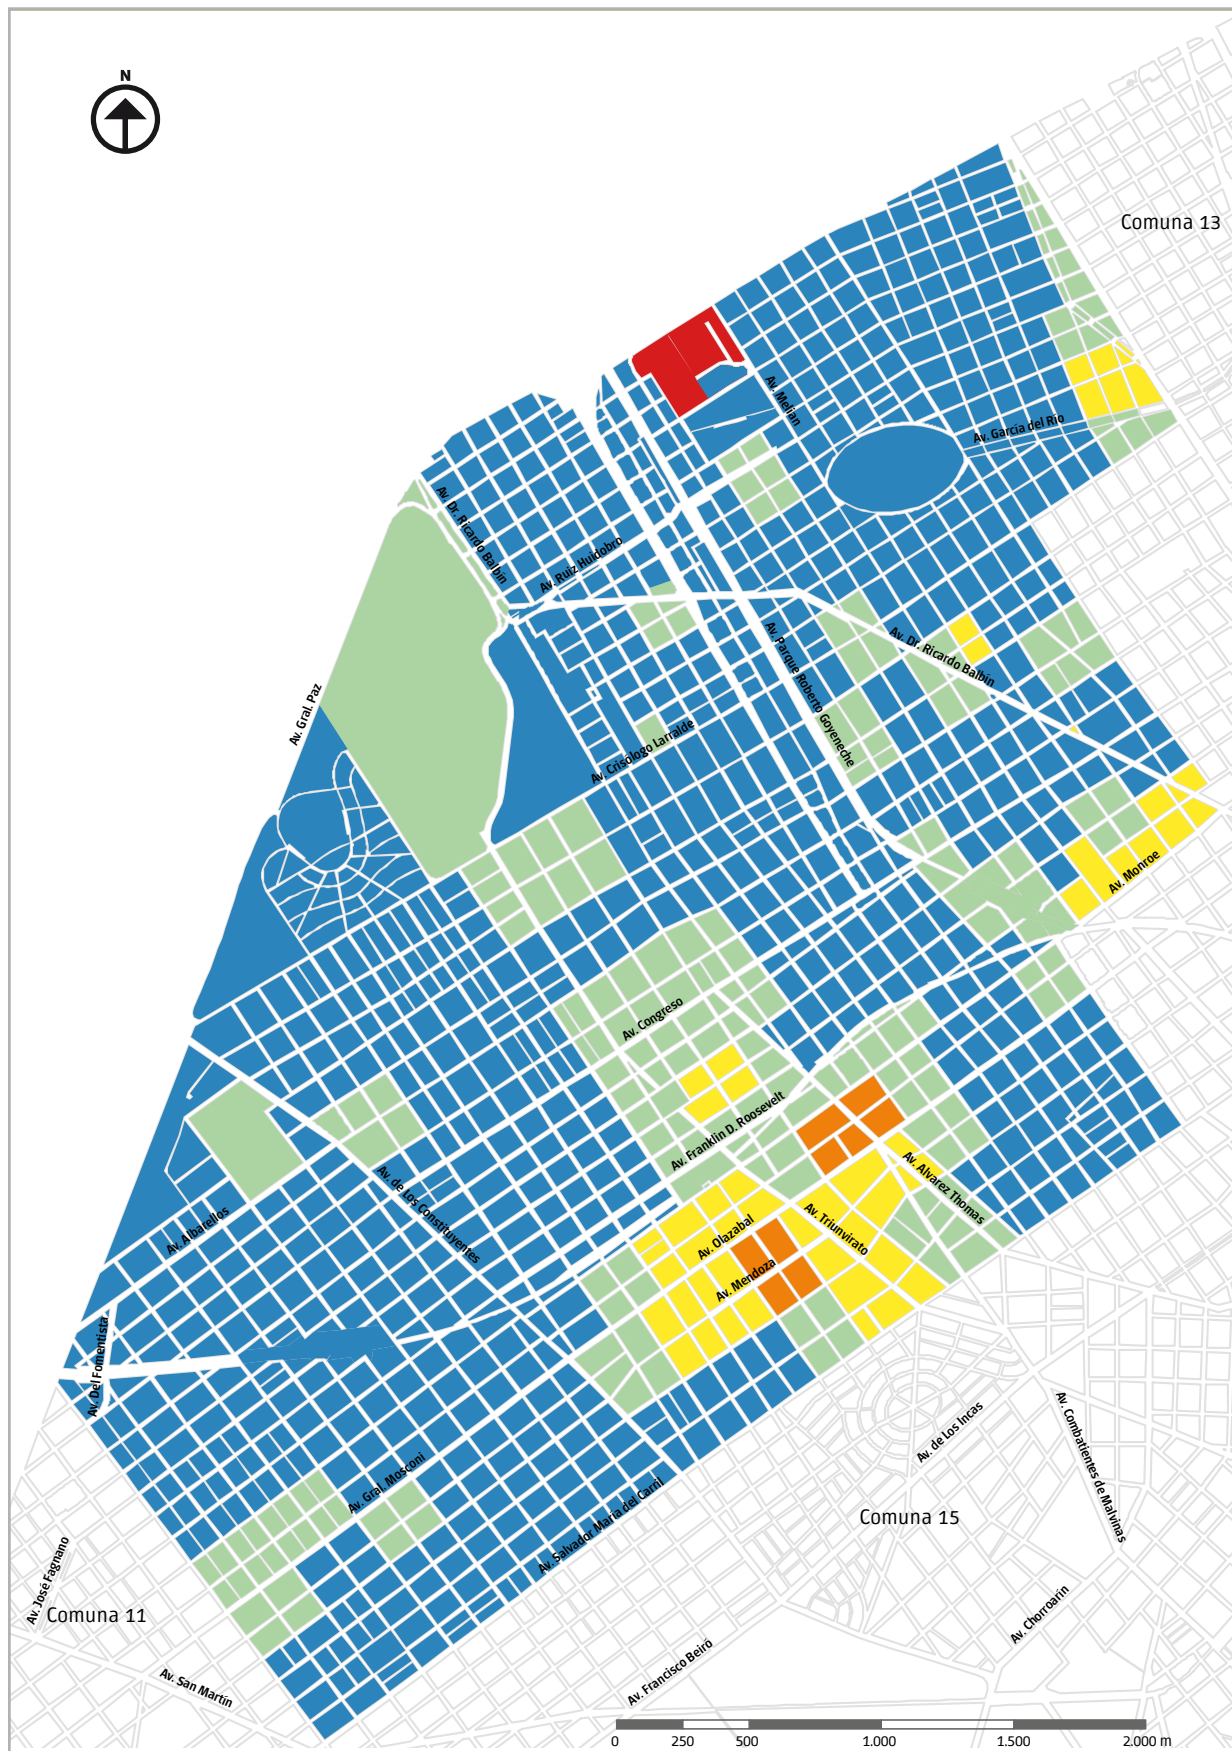 N
Comuna 13
Av. Melian
Av. García del Río
Av. Dr. Ricardo Balbín
Av. Ruiz Huidobro
Av. Parque Roberto Goyeneche
Av. Dr. Ricardo Balbín
Av. Gral. Paz
Av. Crisólogo Larralde
Av. Monroe
Av. Congreso
Av. Franklin D. Roosevelt
Av. Alvarez Thomas
Av. de Los Constituyentes
Av. Albarellos
Av. Olazabal
Av. Triunvirato
Av. Mendoza
Av. Del Fomentista
Av. Gral. Mosconi
Av. Salvador María del Carril
Av. de Los Incas
Av. Combatientes de Malvinas
Comuna 15
Av. José Fagnano
Comuna 11
Av. Chorroarín
Av. San Martín
Av. Francisco Beiró
0 250 500 1.000 1.500 2.000 m